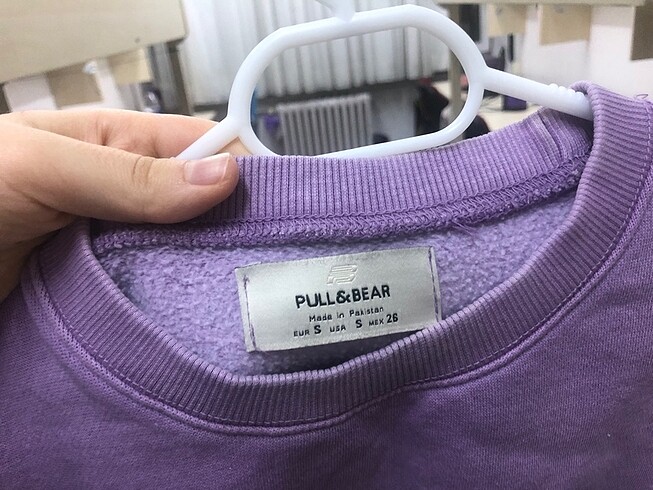 PULL&BEAR
Made in Pakistan
EUR S USA S MEX 26